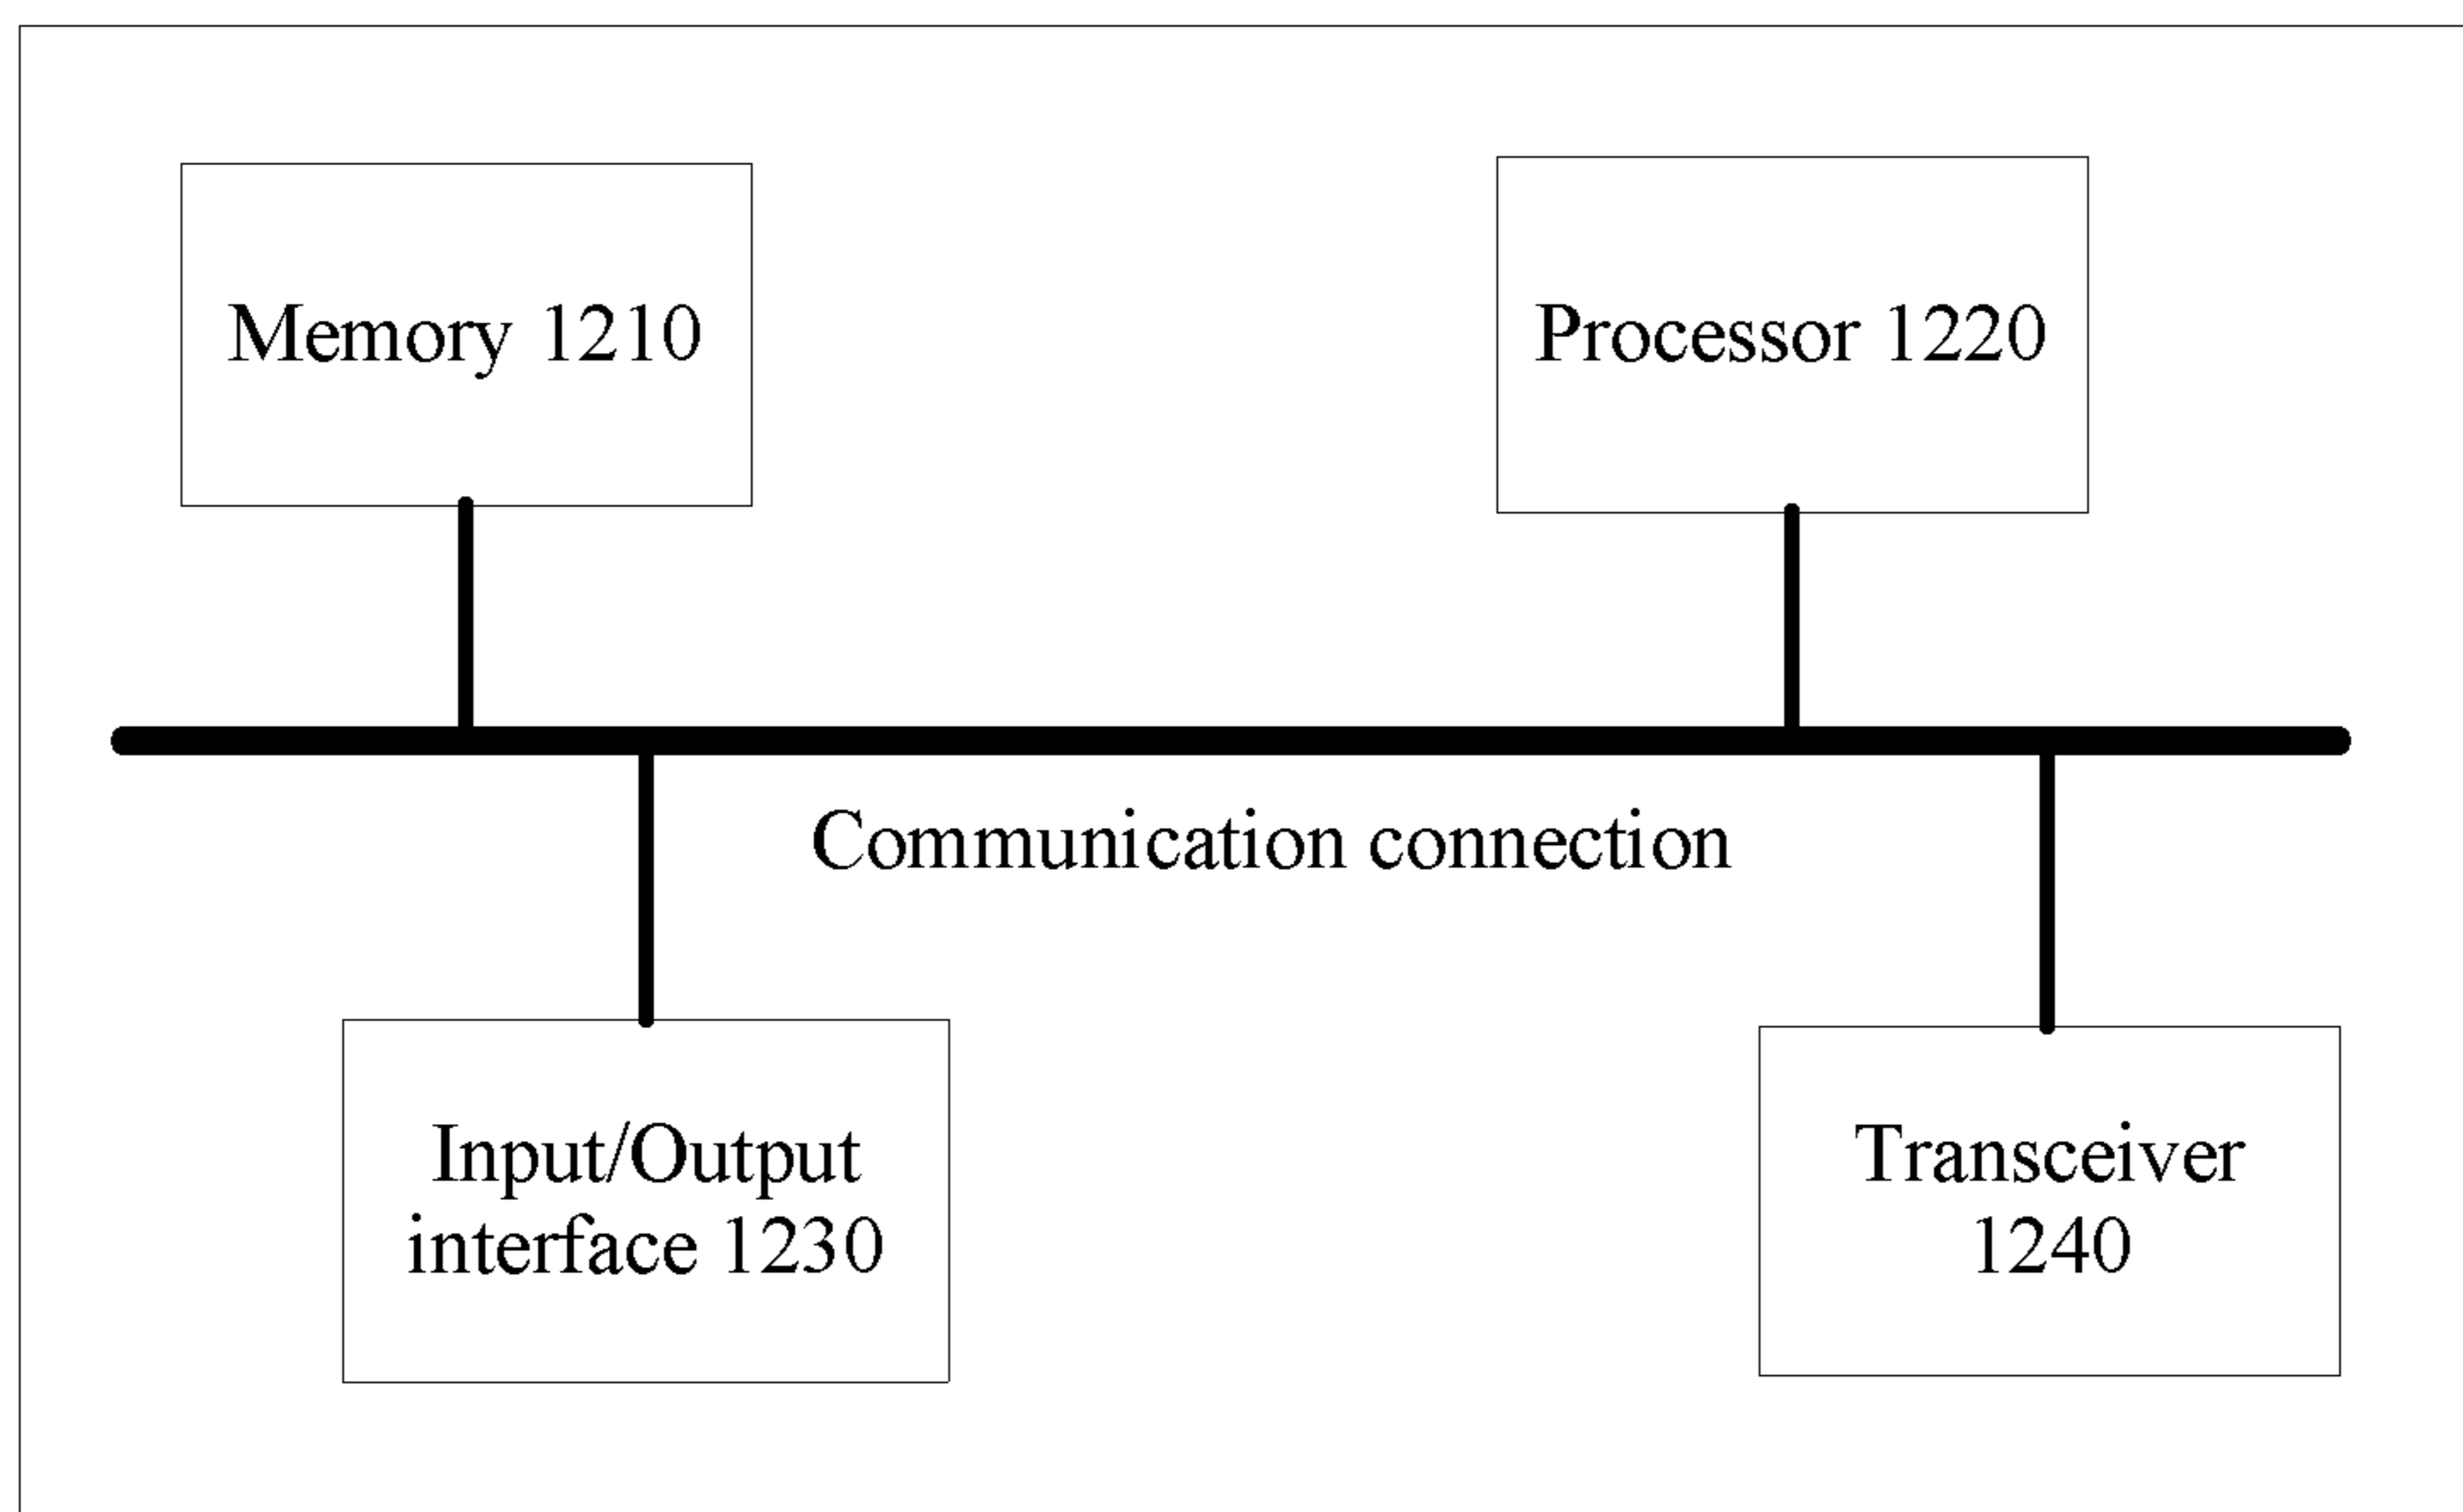 Memory 1210
Processor 1220
Communication connection
Input/Output
interface 1230
Transceiver
1240